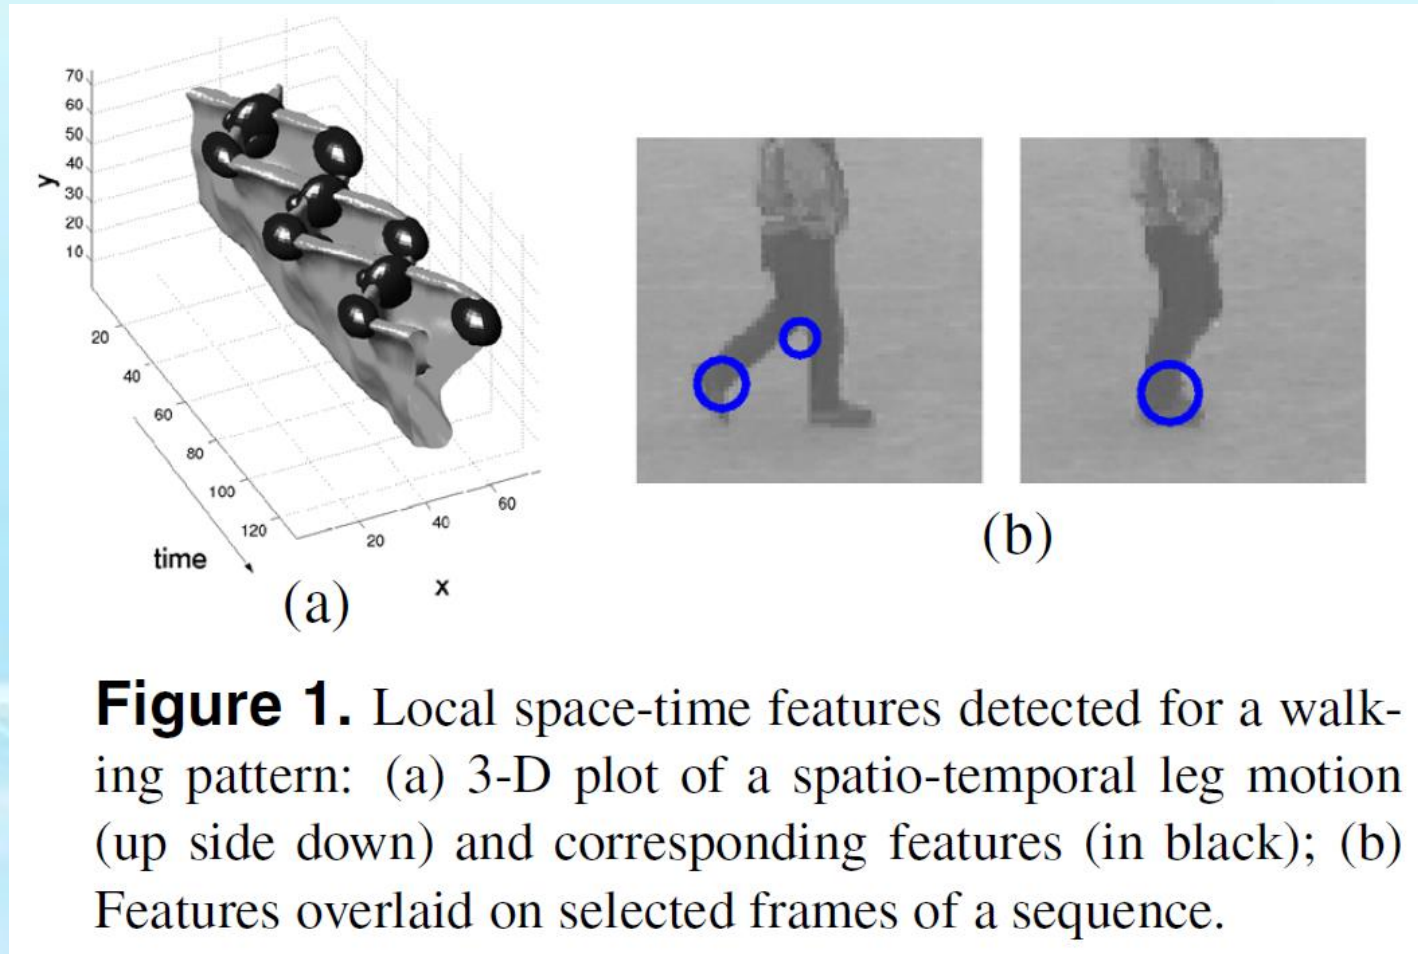 70
60
50
40
30
20
10
y
20
40
60
80
100
120
time
20
40
60
x
(a)
(b)
Figure 1. Local space-time features detected for a walk-
ing pattern: (a) 3-D plot of a spatio-temporal leg motion
(up side down) and corresponding features (in black); (b)
Features overlaid on selected frames of a sequence.